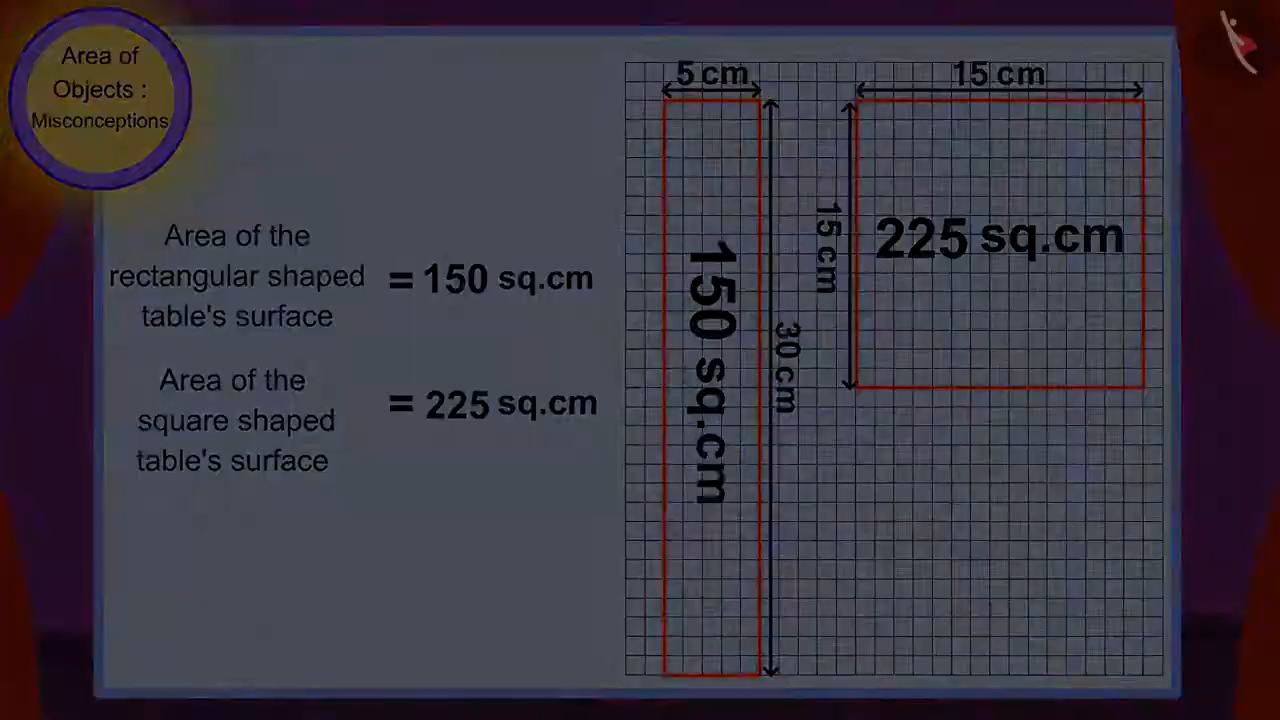 Area of
Objects :
Misconceptions
Area of the
rectangular shaped
table's surface
= 150 sq.cm
Area of the
square shaped
table's surface
= 225 sq.cm
5 cm
150 sq.cm
30 cm
15 cm
15 cm
225 sq.cm